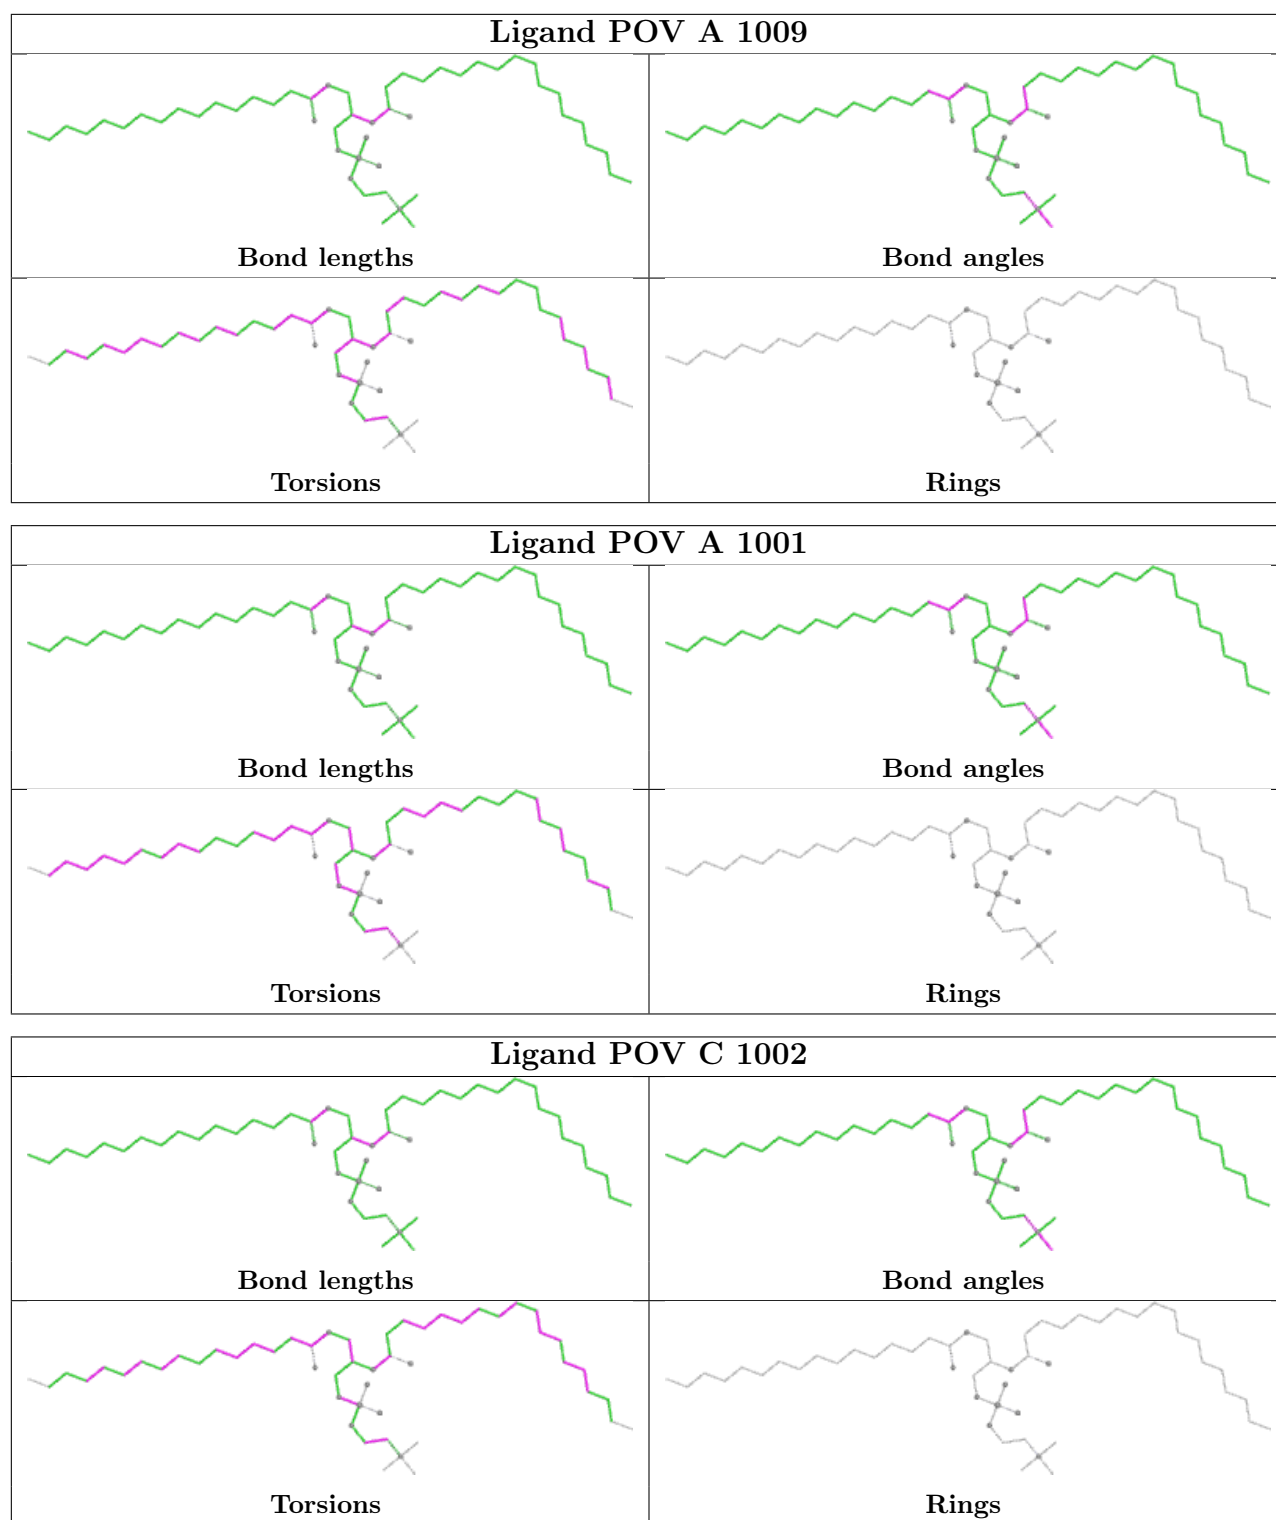 Ligand POV A 1009
Bond lengths
Bond angles
Torsions
Rings
Ligand POV A 1001
Bond lengths
Bond angles
Torsions
Rings
Ligand POV C 1002
Bond lengths
Bond angles
Torsions
Rings